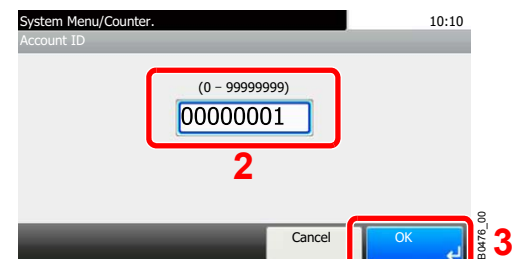 System Menu/Counter. 10:10
Account ID
(0 - 99999999)
00000001
2
Cancel
OK
3
B0476_00